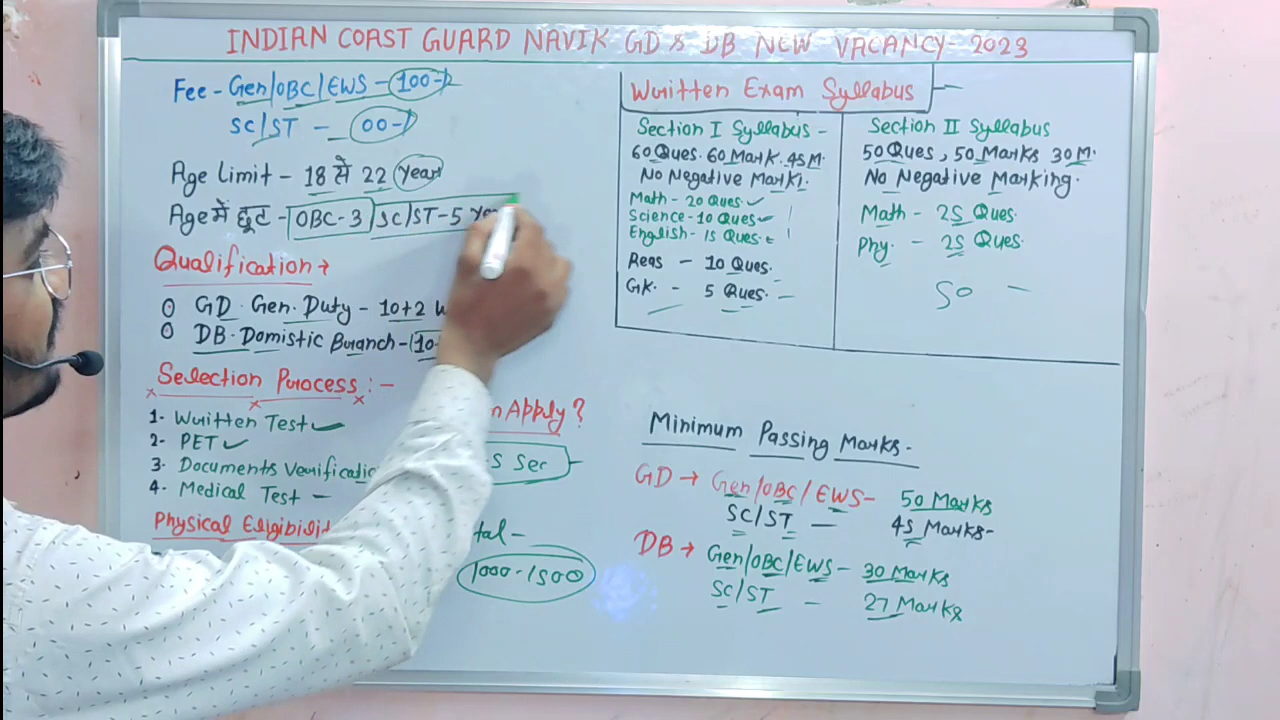 INDIAN COAST GUARD NAVIK GD & DB NEW VACANCY - 2023
Fee - Gen/OBC/EWS - 100-/
SC/ST - 00-/
Age Limit - 18 से 22 Year
Age में छूट - OBC-3 SC/ST-5
Qualification →
GD. Gen. Duty - 10+2
DB. Domistic Branch - 10
Selection Process :-
1- Written Test
2- PET
3- Documents Verification
4- Medical Test -
Physical Eligibilit
Apply ?
Sec
tal -
1000-1500
Written Exam Syllabus
Section I Syllabus -
60 Ques. 60 Mark. 45 M.
No Negative Marki.
Math - 20 Ques
Science - 10 Ques
English - 15 Ques.
Reas - 10 Ques.
GK. - 5 Ques. -
Section II Syllabus
50 Ques, 50 Marks 30 M.
No Negative Marking.
Math - 25 Ques.
Phy. - 25 Ques.
50 -
Minimum Passing Marks.-
GD → Gen/OBC/EWS - 50 Marks
SC/ST - 45 Marks-
DB → Gen/OBC/EWS - 30 Marks
SC/ST - 27 Marks